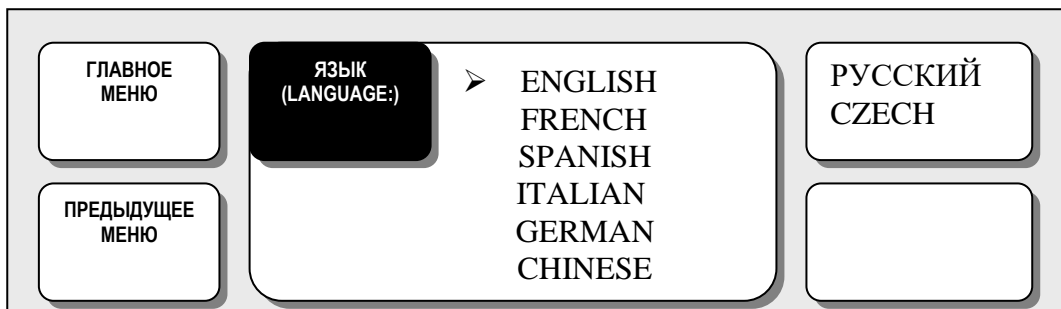 ГЛАВНОЕ
МЕНЮ
ПРЕДЫДУЩЕЕ
МЕНЮ
ЯЗЫК
(LANGUAGE:)
➢ ENGLISH
FRENCH
SPANISH
ITALIAN
GERMAN
CHINESE
РУССКИЙ
CZECH